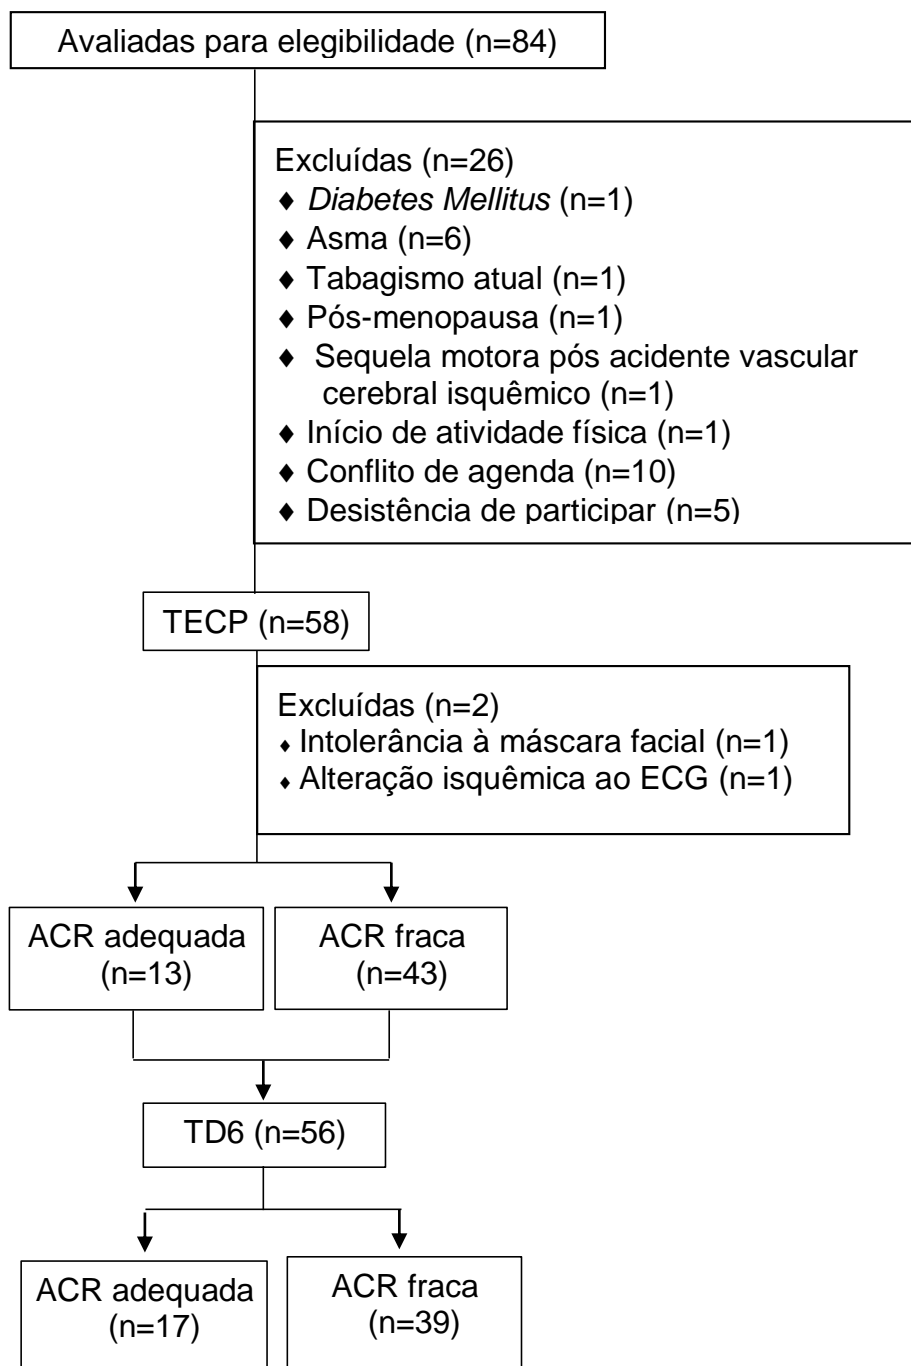 Avaliadas para elegibilidade (n=84)
Excluídas (n=26)
♦ Diabetes Mellitus (n=1)
♦ Asma (n=6)
♦ Tabagismo atual (n=1)
♦ Pós-menopausa (n=1)
♦ Sequela motora pós acidente vascular
cerebral isquêmico (n=1)
♦ Início de atividade física (n=1)
♦ Conflito de agenda (n=10)
♦ Desistência de participar (n=5)
TECP (n=58)
Excluídas (n=2)
♦ Intolerância à máscara facial (n=1)
♦ Alteração isquêmica ao ECG (n=1)
ACR adequada
(n=13)
ACR fraca
(n=43)
TD6 (n=56)
ACR adequada
(n=17)
ACR fraca
(n=39)